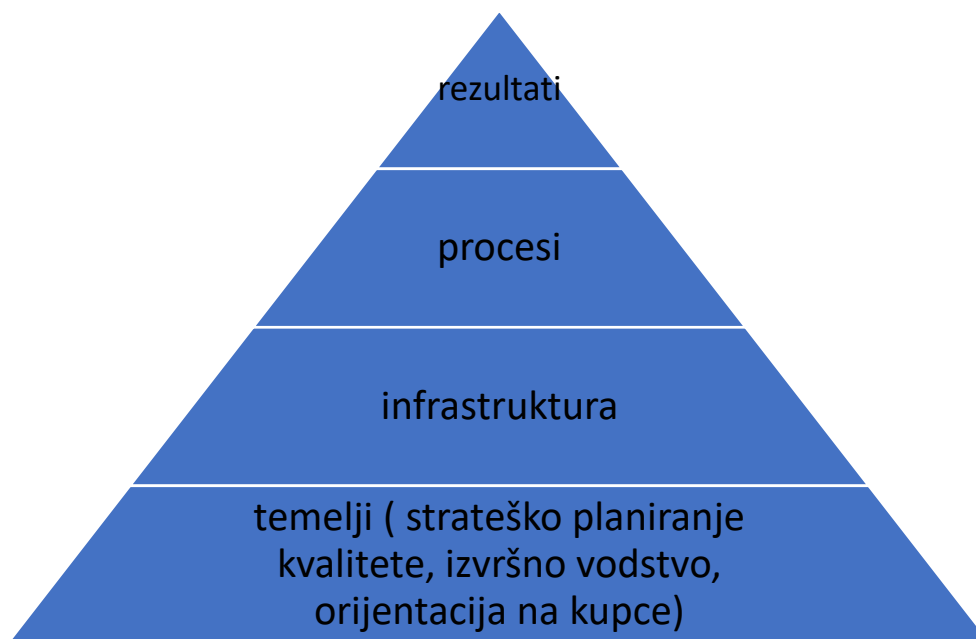 rezultati
procesi
infrastruktura
temelji ( strateško planiranje
kvalitete, izvršno vodstvo,
orijentacija na kupce)